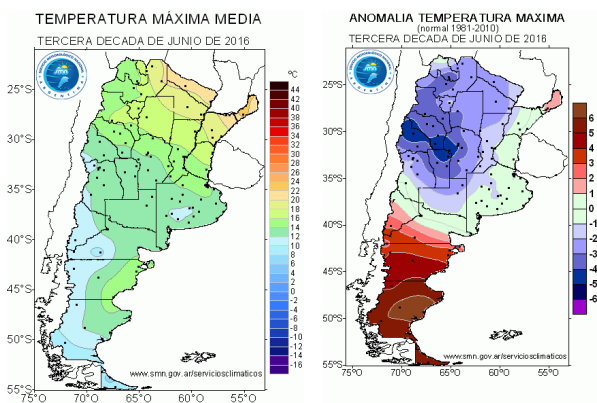 TEMPERATURA MÁXIMA MEDIA
TERCERA DECADA DE JUNIO DE 2016
smn
ºC
44
42
40
38
36
34
32
30
28
26
24
22
20
18
16
14
12
10
8
6
4
2
0
-2
-4
-6
-8
-10
-12
-14
-16
25°S
30°S
35°S
40°S
45°S
50°S
55°S
75°W 70°W 65°W 60°W 55°W
www.smn.gov.ar/serviciosclimaticos
ANOMALIA TEMPERATURA MAXIMA
(normal 1981-2010)
TERCERA DECADA DE JUNIO DE 2016
smn
6
5
4
3
2
1
0
-1
-2
-3
-4
-5
-6
25°S
30°S
35°S
40°S
45°S
50°S
55°S
75°W 70°W 65°W 60°W 55°W
www.smn.gov.ar/serviciosclimaticos